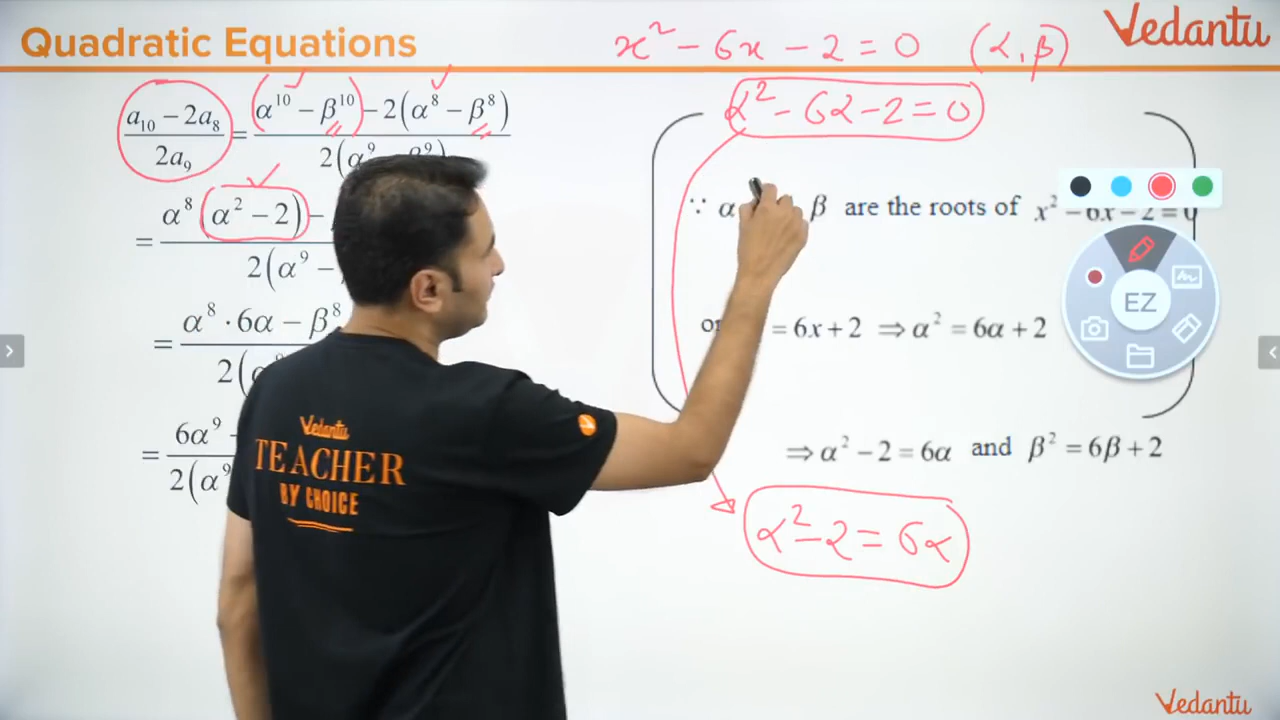 Quadratic Equations
x² − 6x − 2 = 0 (α, β)
Vedantu
α² − 6α − 2 = 0
a₁₀ − 2a₈ / 2a₉ = α¹⁰ − β¹⁰ − 2(α⁸ − β⁸) / 2(α⁹
= α⁸(α² − 2) − / 2(α⁹ −
= α⁸ · 6α − β⁸ / 2(
= 6α⁹ / 2(α⁹
∵ α β are the roots of x² − 6x − 2 = 0
or = 6x + 2 ⇒ α² = 6α + 2
⇒ α² − 2 = 6α and β² = 6β + 2
α² − 2 = 6α
EZ
Vedantu
TEACHER
BY CHOICE
Vedantu